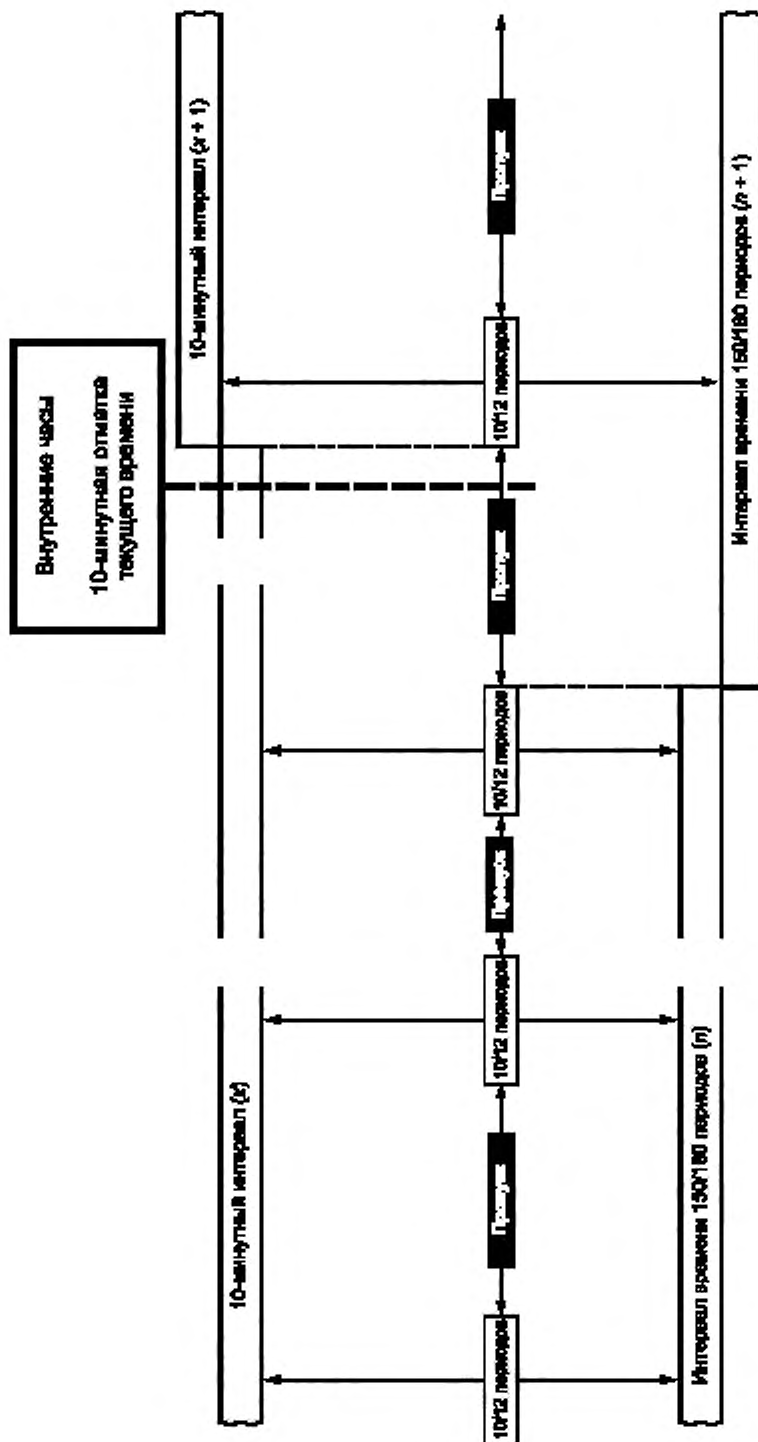 Внутренние часы
10-минутная отметка
текущего времени
10-минутный интервал (x)
10-минутный интервал (x + 1)
10/12 периодов
Пропуск
10/12 периодов
Пропуск
10/12 периодов
Пропуск
10/12 периодов
Пропуск
Интервал времени 150/180 периодов (n)
Интервал времени 150/180 периодов (n + 1)